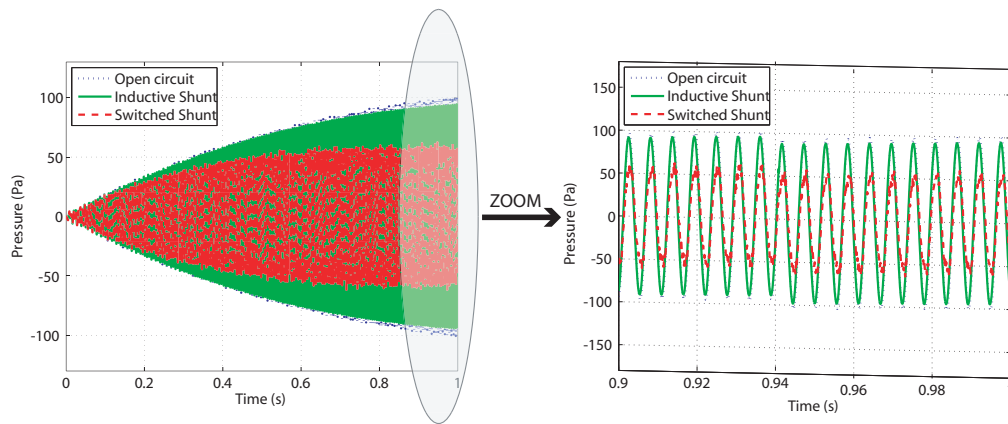 Open circuit
Inductive Shunt
Switched Shunt
100
50
0
-50
-100
Pressure (Pa)
0
0.2
0.4
0.6
0.8
1
Time (s)
ZOOM
Open circuit
Inductive Shunt
Switched Shunt
150
100
50
0
-50
-100
-150
Pressure (Pa)
0.9
0.92
0.94
0.96
0.98
Time (s)